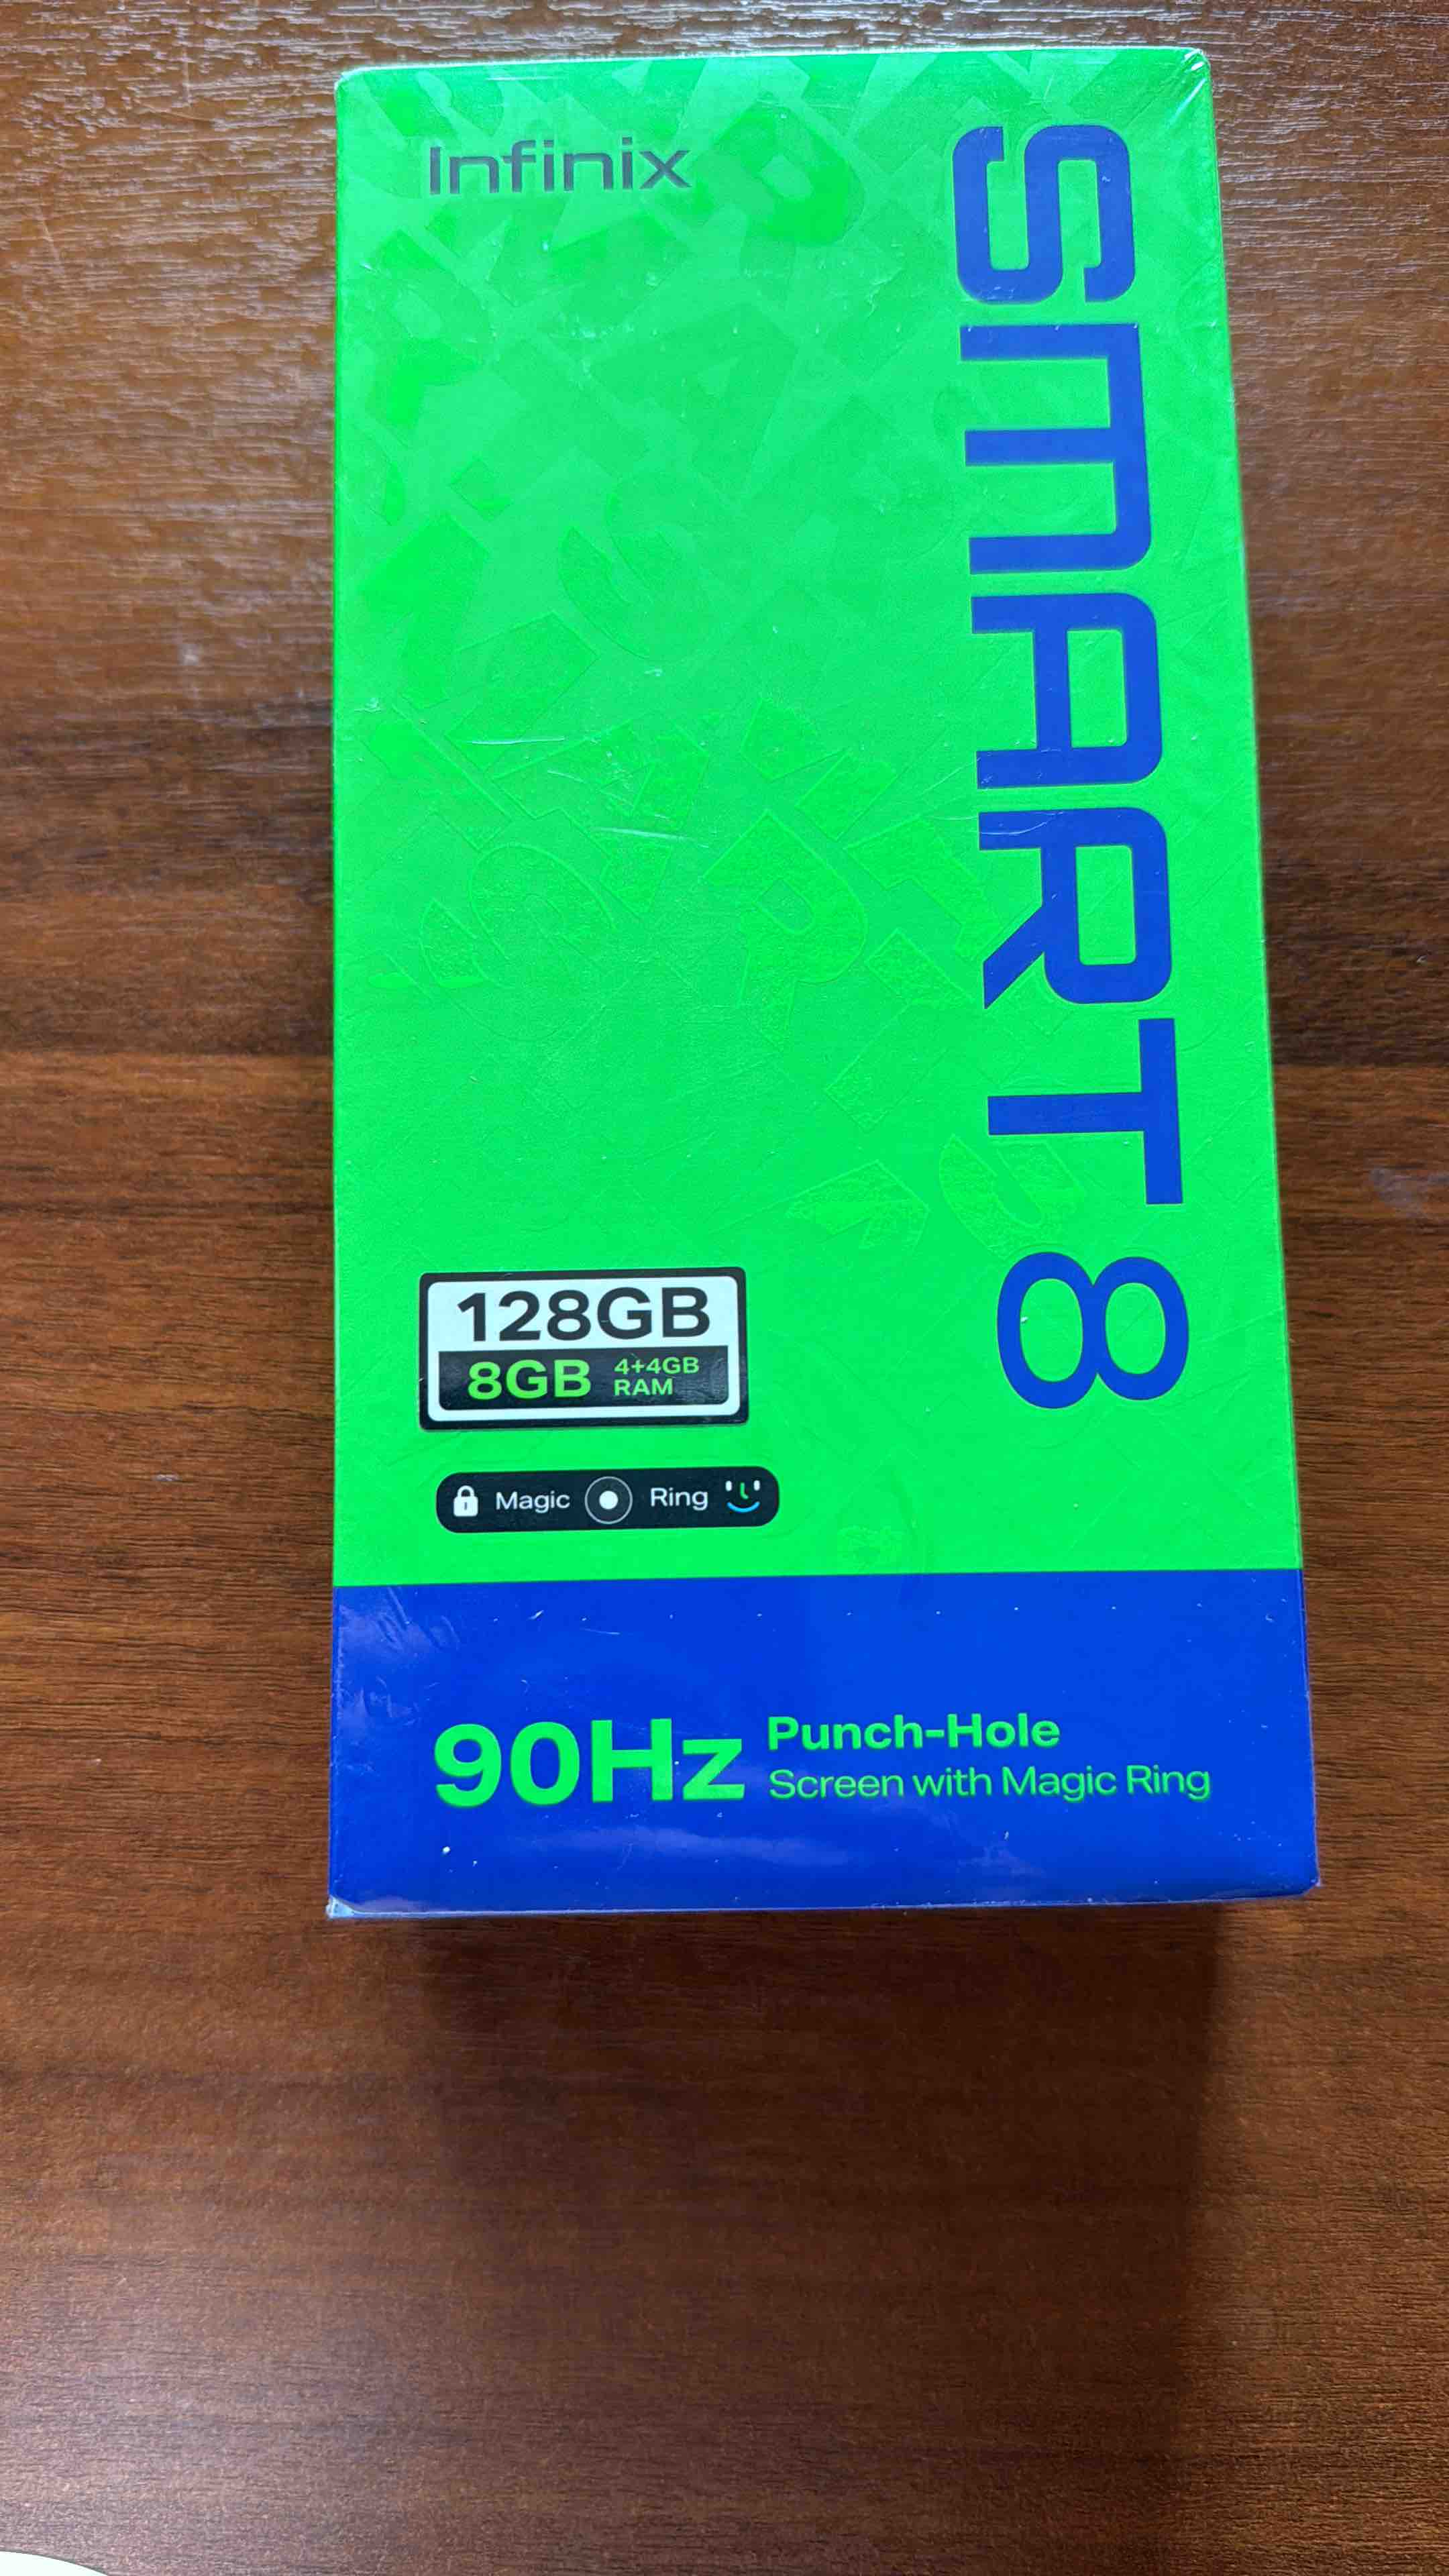 Infinix
SMART 8
128GB
8GB 4+4GB
RAM
Magic Ring
90Hz Punch-Hole
Screen with Magic Ring